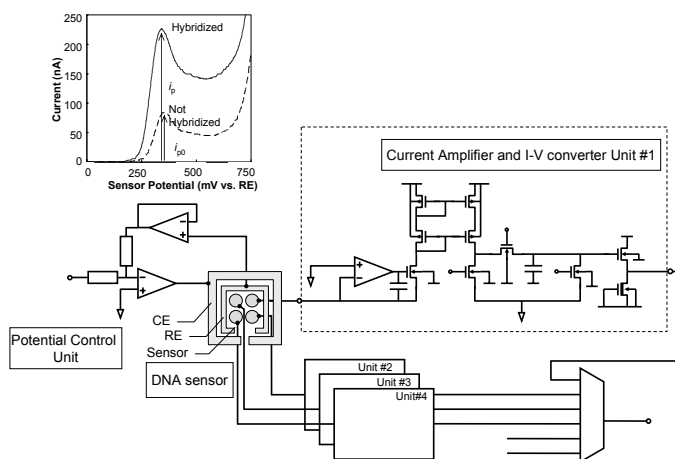 250
200
150
100
50
0
Current (nA)
Hybridized
ip
Not
Hybridized
ip0
0 250 500 750
Sensor Potential (mV vs. RE)
Current Amplifier and I-V converter Unit #1
−
+
−
+
+
−
CE
RE
Sensor
Potential Control
Unit
DNA sensor
Unit #2
Unit #3
Unit#4